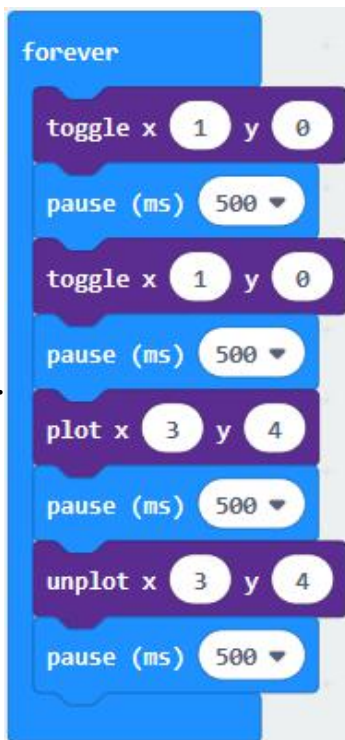 forever
toggle x 1 y 0
pause (ms) 500
toggle x 1 y 0
pause (ms) 500
plot x 3 y 4
pause (ms) 500
unplot x 3 y 4
pause (ms) 500